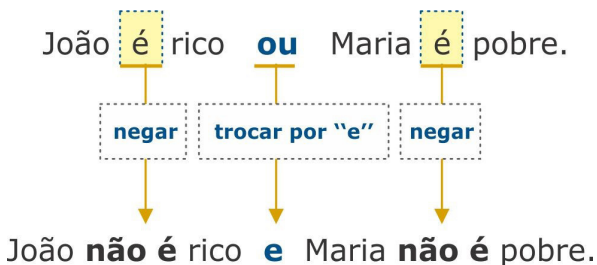 João é rico ou Maria é pobre.
negar trocar por “e” negar
João não é rico e Maria não é pobre.